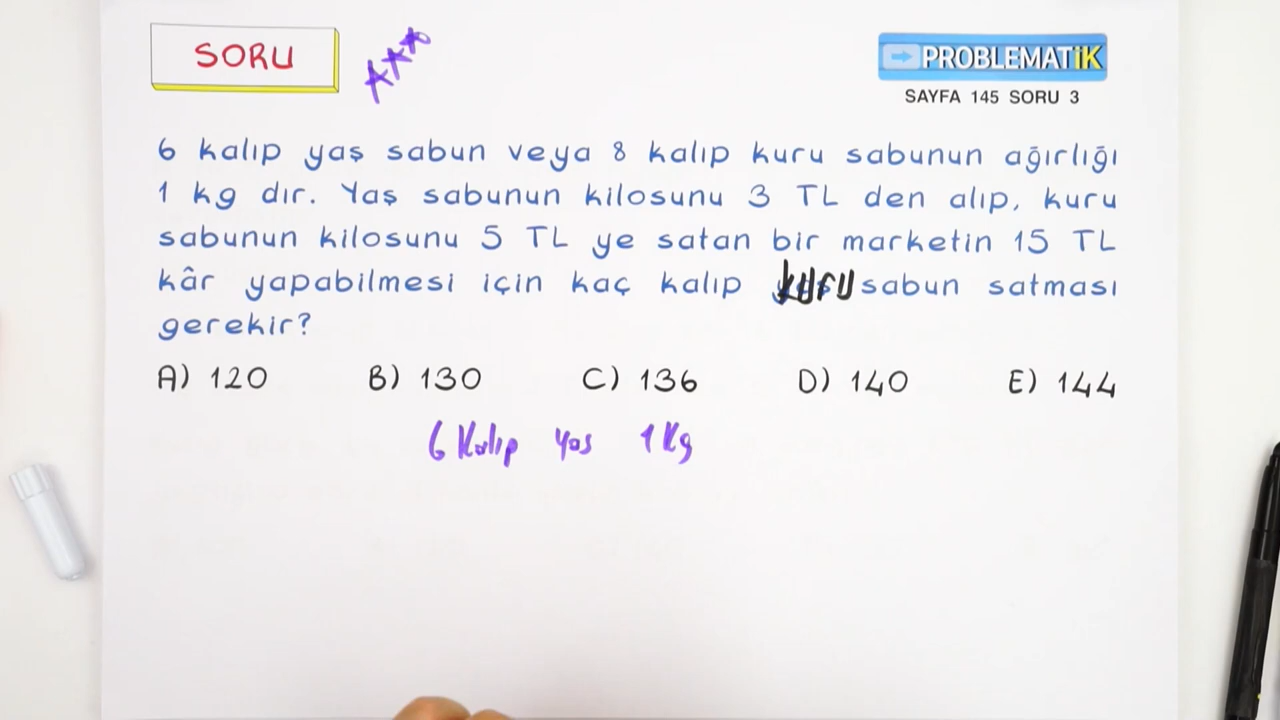 SORU
PROBLEMATİK
SAYFA 145 SORU 3
6 kalıp yaş sabun veya 8 kalıp kuru sabunun ağırlığı
1 kg dır. Yaş sabunun kilosunu 3 TL den alıp, kuru
sabunun kilosunu 5 TL ye satan bir marketin 15 TL
kâr yapabilmesi için kaç kalıp kuru sabun satması
gerekir?
A) 120 B) 130 C) 136 D) 140 E) 144
6 Kalıp yas 1 Kg